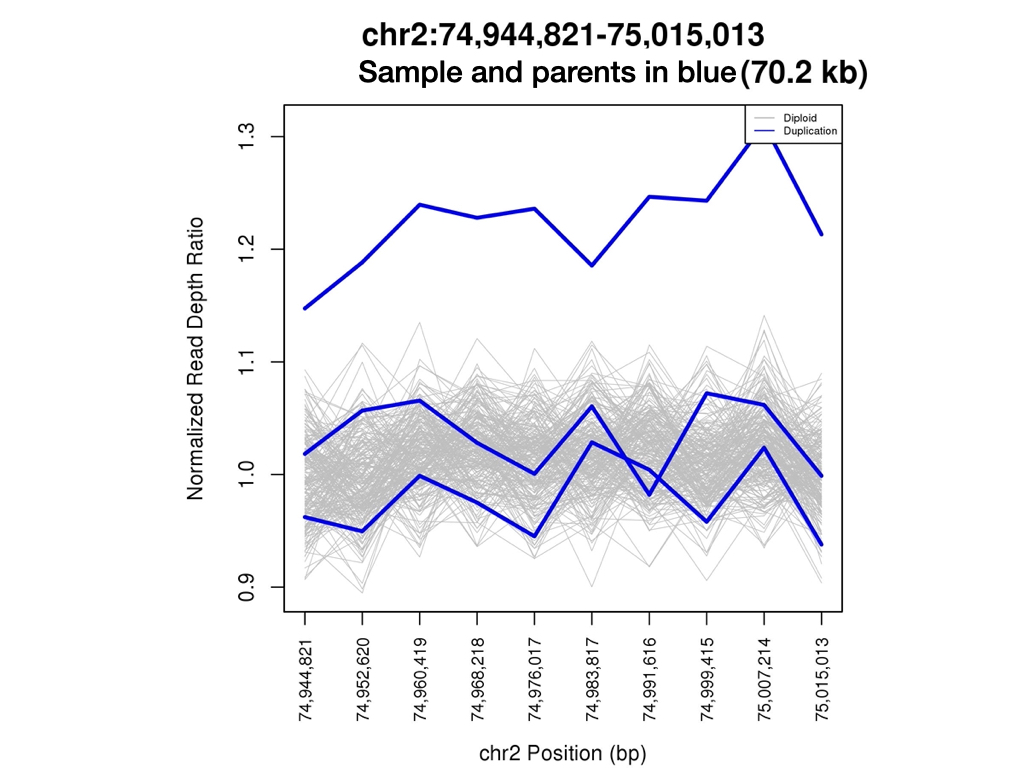 chr2:74,944,821-75,015,013
Sample and parents in blue (70.2 kb)
Diploid
Duplication
Normalized Read Depth Ratio
1.3
1.2
1.1
1.0
0.9
74,944,821
74,952,620
74,960,419
74,968,218
74,976,017
74,983,817
74,991,616
74,999,415
75,007,214
75,015,013
chr2 Position (bp)